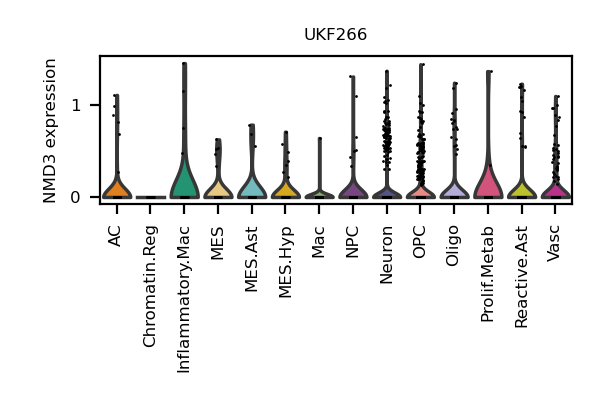 UKF266
NMD3 expression
1
0
AC
Chromatin.Reg
Inflammatory.Mac
MES
MES.Ast
MES.Hyp
Mac
NPC
Neuron
OPC
Oligo
Prolif.Metab
Reactive.Ast
Vasc